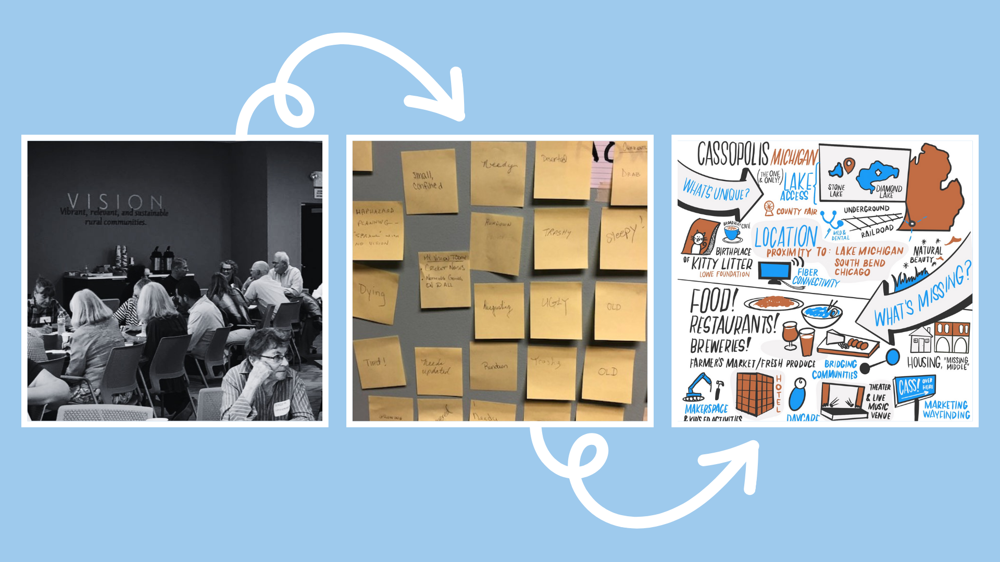 VISION
Vibrant, relevant, and sustainable
rural communities.
Small,
confined
Needy
Deserted
DRAB
HAPHAZARD
PLANNING -
"SPRAWL" WITH
NO VISION
RUNDOWN
TRASHY
Sleepy!
MY VISION TODAY
• CRICKET NOISES
• NOTHING GOING
ON @ ALL
Dying
Disgusting
UGLY
OLD
Tired!
Needs
updated
Rundown
Trashy
OLD
Needy
CASSOPOLIS MICHIGAN
WHAT'S UNIQUE?
(THE ONE
& ONLY!)
LAKE
ACCESS
STONE
LAKE
DIAMOND
LAKE
COUNTY FAIR
UNDERGROUND
RAILROAD
MED &
DENTAL
BROADWAY CAFÉ
BIRTHPLACE
OF KITTY LITTER
LOWE FOUNDATION
LOCATION
PROXIMITY TO: LAKE MICHIGAN
SOUTH BEND
CHICAGO
NATURAL
BEAUTY
FIBER
CONNECTIVITY
WHAT'S MISSING?
FOOD!
RESTAURANTS!
BREWERIES!
FARMER'S MARKET/FRESH PRODUCE
BRIDGING
COMMUNITIES
HOUSING, "MISSING
MIDDLE"
MAKERSPACE
& KID'S ED ACTIVITIES
HOTEL
DAYCARE
THEATER
& LIVE
MUSIC
VENUE
CASS! OVER
HERE
MARKETING
WAYFINDING